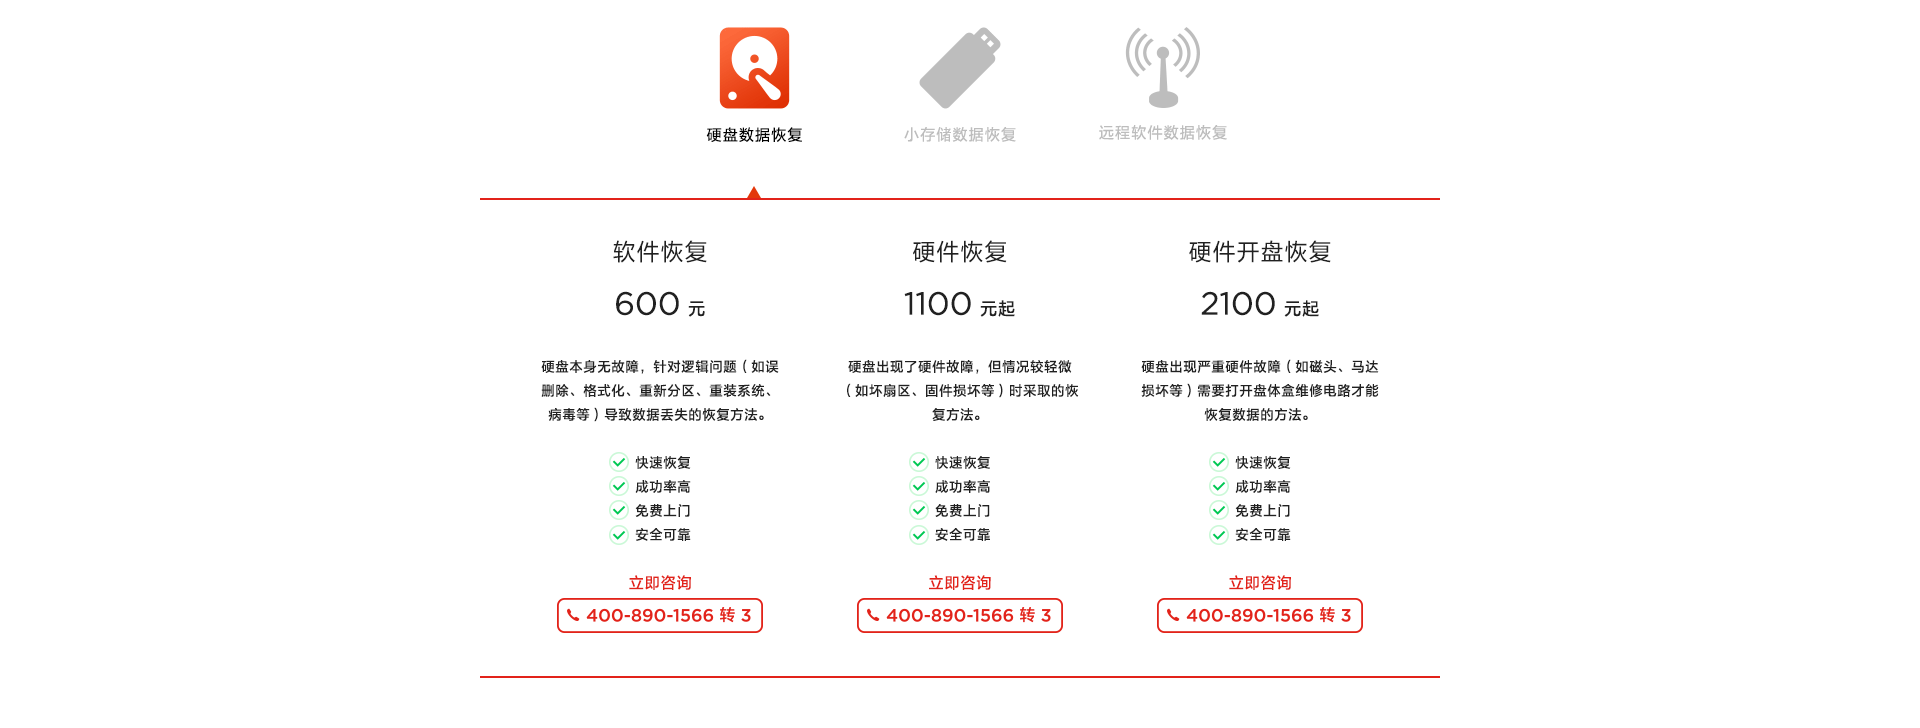 硬盘数据恢复
小存储数据恢复
远程软件数据恢复
软件恢复
600 元
硬盘本身无故障，针对逻辑问题（如误
删除、格式化、重新分区、重装系统、
病毒等）导致数据丢失的恢复方法。
快速恢复
成功率高
免费上门
安全可靠
立即咨询
400-890-1566 转 3
硬件恢复
1100 元起
硬盘出现了硬件故障，但情况较轻微
（如坏扇区、固件损坏等）时采取的恢
复方法。
快速恢复
成功率高
免费上门
安全可靠
立即咨询
400-890-1566 转 3
硬件开盘恢复
2100 元起
硬盘出现严重硬件故障（如磁头、马达
损坏等）需要打开盘体盒维修电路才能
恢复数据的方法。
快速恢复
成功率高
免费上门
安全可靠
立即咨询
400-890-1566 转 3